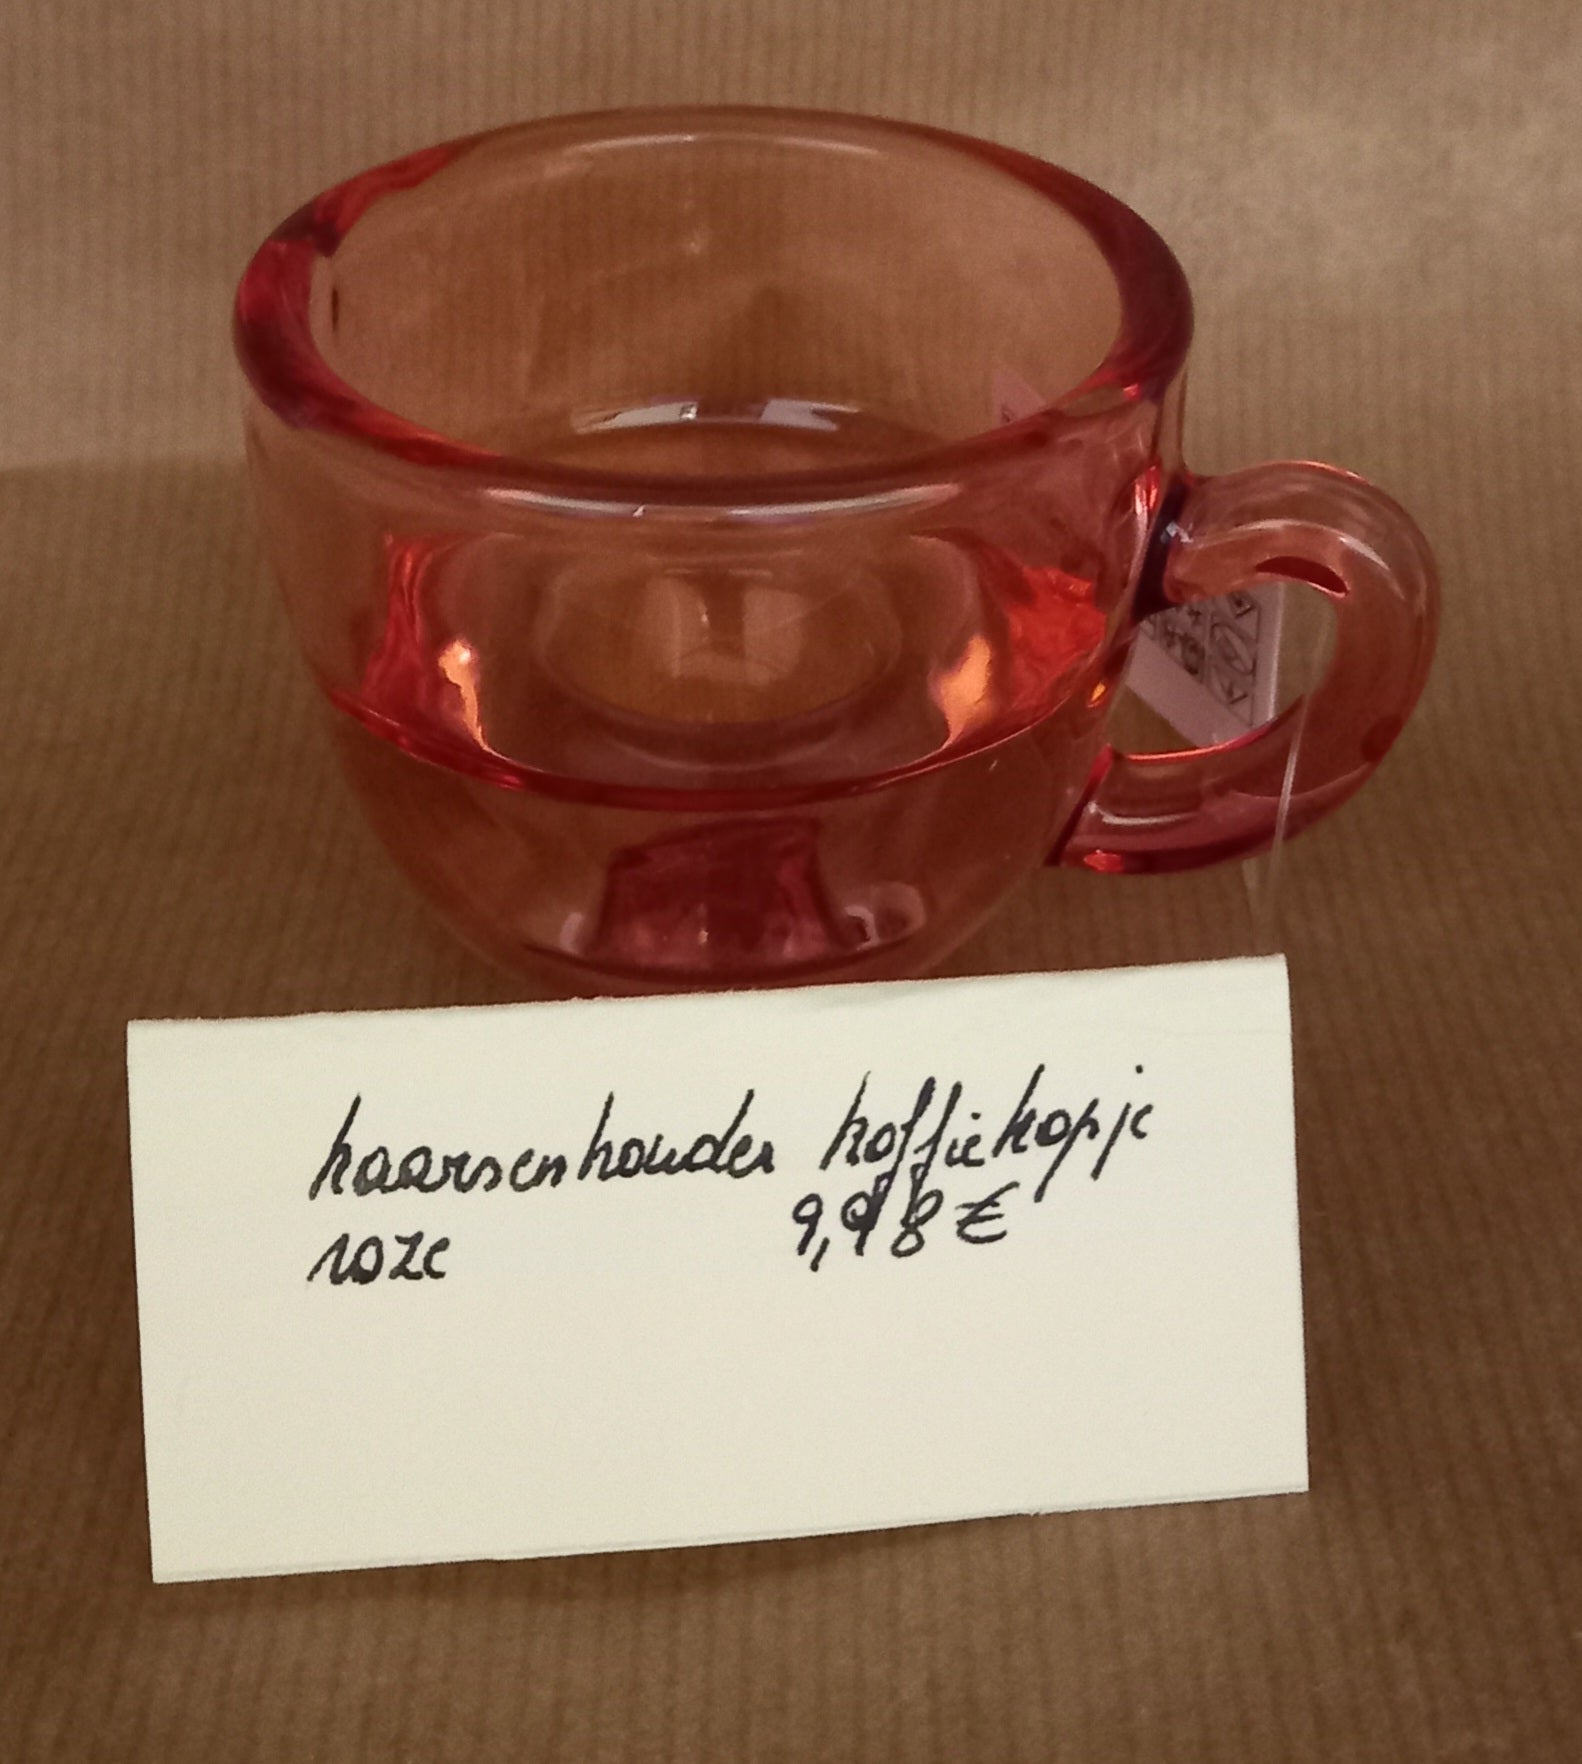 kaarsenhouder koffiekopje
roze 9,98 €